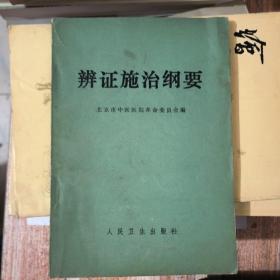 辨证施治纲要
北京市中医医院革命委员会编
人民卫生出版社